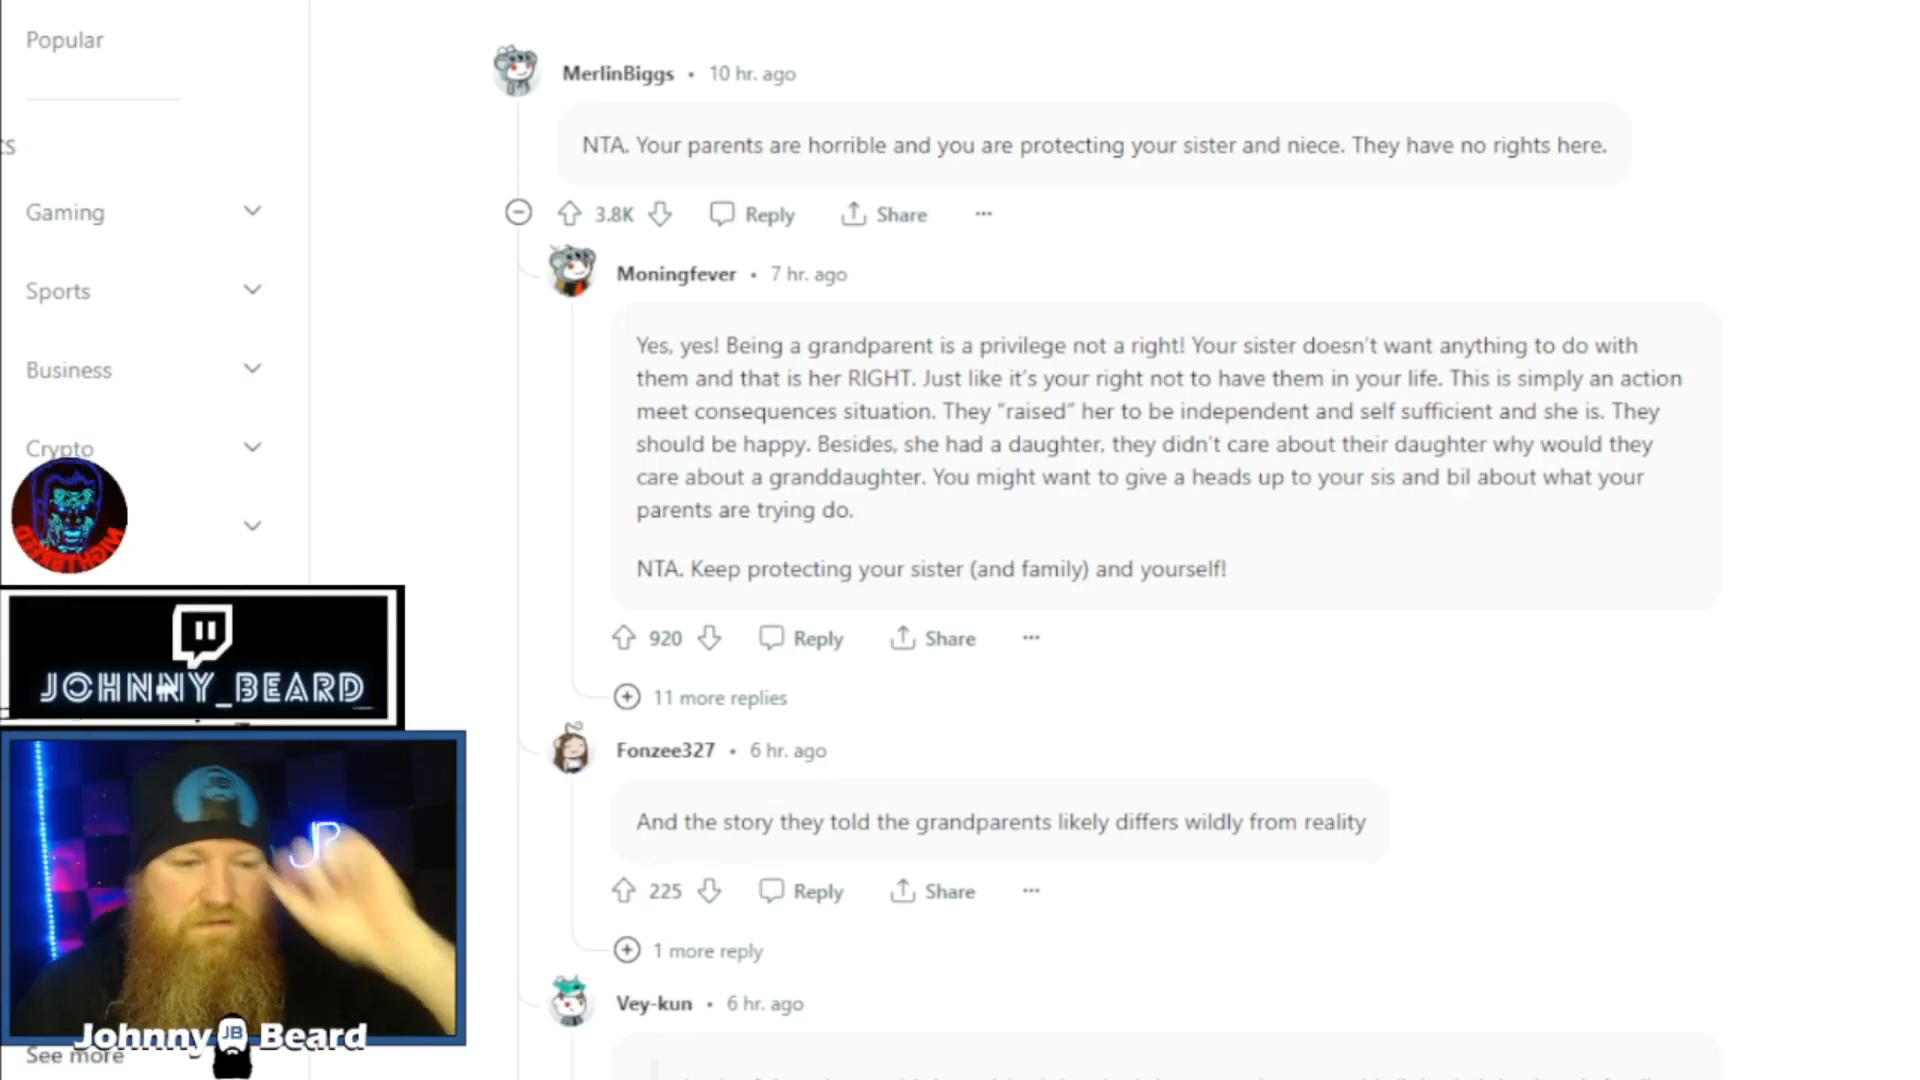 Popular
MerlinBiggs • 10 hr. ago
NTA. Your parents are horrible and you are protecting your sister and niece. They have no rights here.
cs
Gaming
3.8K Reply Share ...
Moningfever • 7 hr. ago
Sports
Yes, yes! Being a grandparent is a privilege not a right! Your sister doesn't want anything to do with
them and that is her RIGHT. Just like it's your right not to have them in your life. This is simply an action
meet consequences situation. They “raised” her to be independent and self sufficient and she is. They
should be happy. Besides, she had a daughter, they didn't care about their daughter why would they
care about a granddaughter. You might want to give a heads up to your sis and bil about what your
parents are trying do.
Business
Crypto
NTA. Keep protecting your sister (and family) and yourself!
920 Reply Share ...
11 more replies
JOHNNY_BEARD_
Fonzee327 • 6 hr. ago
And the story they told the grandparents likely differs wildly from reality
225 Reply Share ...
1 more reply
Vey-kun • 6 hr. ago
Johnny JB Beard
See more